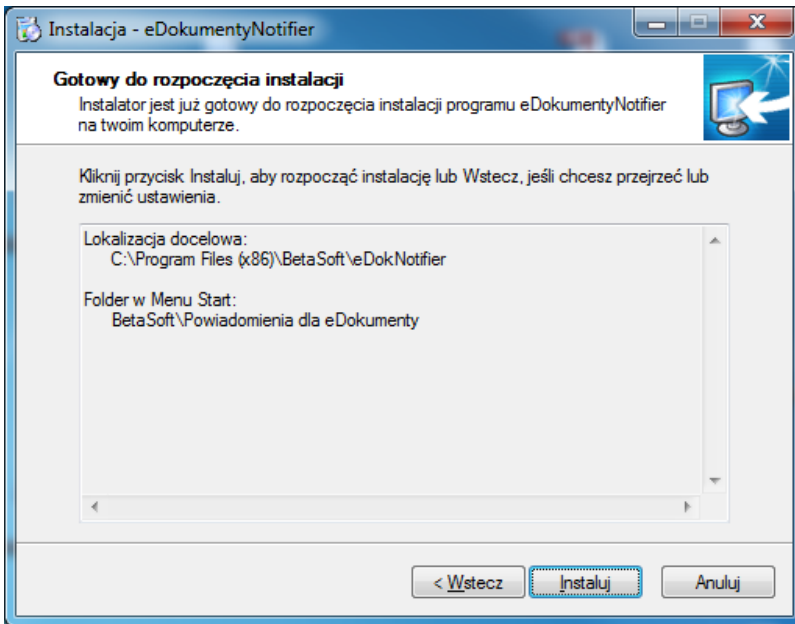 Instalacja - eDokumentyNotifier
Gotowy do rozpoczęcia instalacji
Instalator jest już gotowy do rozpoczęcia instalacji programu eDokumentyNotifier
na twoim komputerze.
Kliknij przycisk Instaluj, aby rozpocząć instalację lub Wstecz, jeśli chcesz przejrzeć lub
zmienić ustawienia.
Lokalizacja docelowa:
C:\Program Files (x86)\BetaSoft\eDokNotifier
Folder w Menu Start:
BetaSoft\Powiadomienia dla eDokumenty
< Wstecz
Instaluj
Anuluj